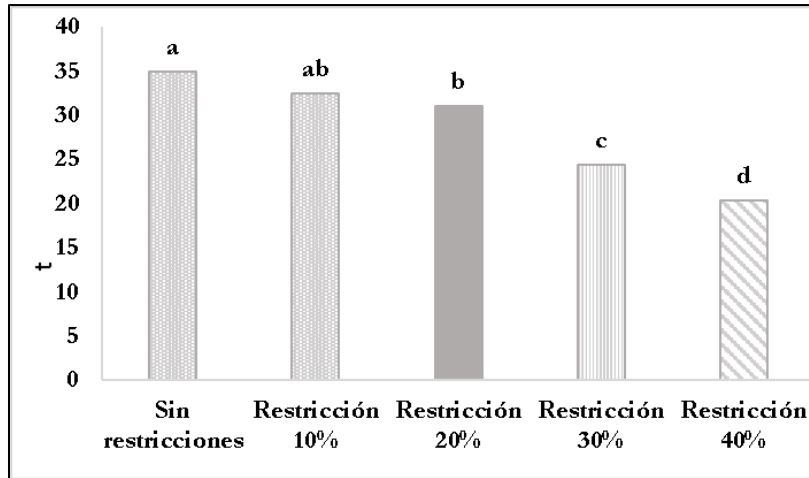 40
35
30
25
20
15
10
5
0
t
a
ab
b
c
d
Sin restricciones
Restricción 10%
Restricción 20%
Restricción 30%
Restricción 40%